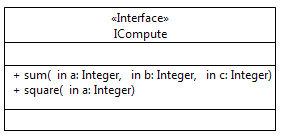 «Interface»
ICompute
+ sum( in a: Integer, in b: Integer, in c: Integer)
+ square( in a: Integer)